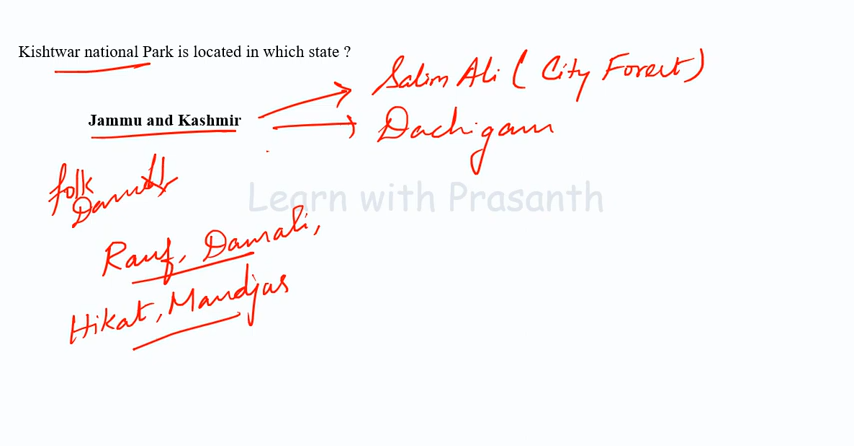 Kishtwar national Park is located in which state ?
Salim Ali ( City Forest)
Jammu and Kashmir
Dachigam
folk
Learn with Prasanth
Rauf, Damali,
Hikat, Mandjas